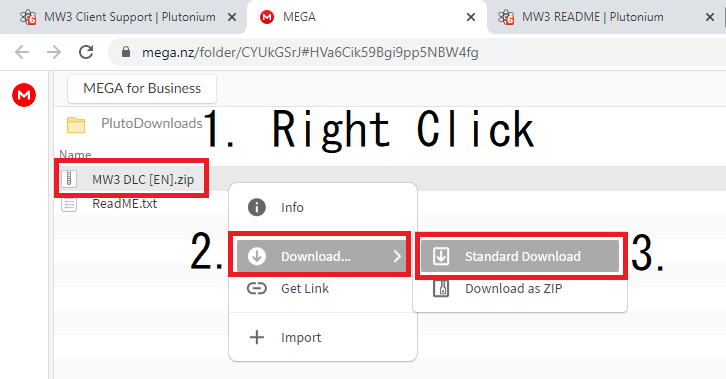 MW3 Client Support | Plutonium
MEGA
MW3 README | Plutonium
mega.nz/folder/CYUkGSrJ#HVa6Cik59Bgi9pp5NBW4fg
MEGA for Business
PlutoDownloads
1. Right Click
Name
MW3 DLC [EN].zip
ReadME.txt
Info
2.
Download...
Standard Download
3.
Get Link
Download as ZIP
Import